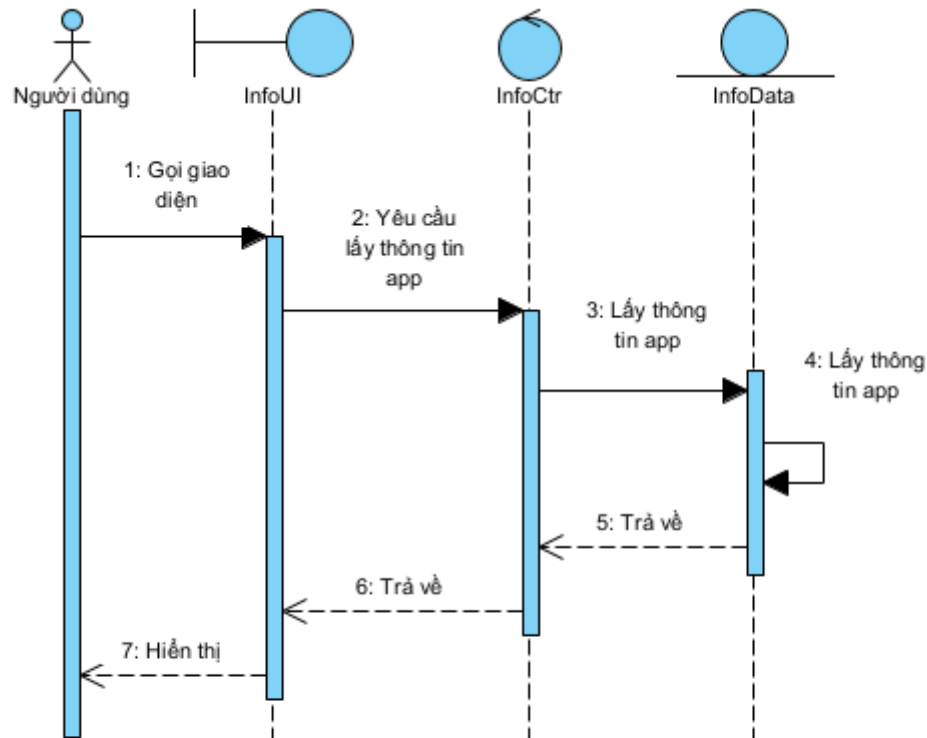 Người dùng
InfoUI
InfoCtr
InfoData
1: Gọi giao
diện
2: Yêu cầu
lấy thông tin
app
3: Lấy thông
tin app
4: Lấy thông
tin app
5: Trả về
6: Trả về
7: Hiển thị